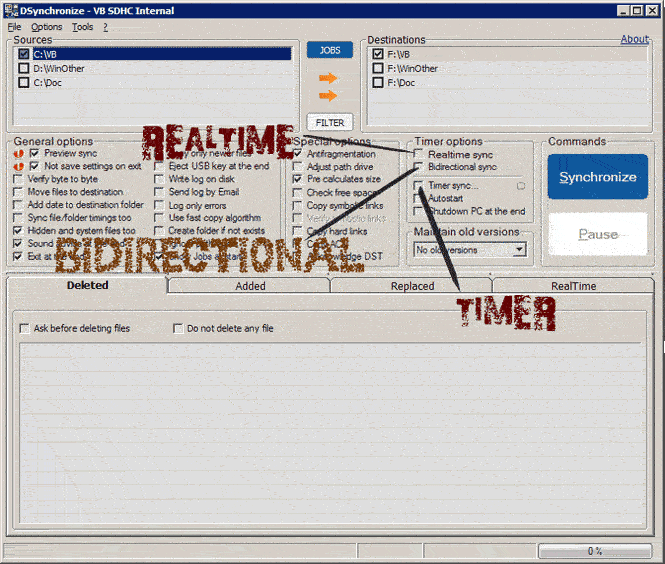 DSynchronize - VB SDHC Internal
File Options Tools ?
Sources
C:\VB
D:\WinOther
C:\Doc
JOBS
FILTER
Destinations
About
F:\VB
F:\WinOther
F:\Doc
REALTIME
General options
Preview sync
Not save settings on exit
Verify byte to byte
Move files to destination
Add date to destination folder
Sync file/folder timings too
Hidden and system files too
Sound
Exit at
only newer files
Eject USB key at the end
Write log on disk
Send log by Email
Log only errors
Use fast copy algorithm
Create folder if not exists
Jobs
Special options
Antifragmentation
Adjust path drive
Pre calculates size
Check free space
Copy symbolic links
links
Copy hard links
DST
Timer options
Realtime sync
Bidirectional sync
Timer sync...
Autostart
Shutdown PC at the end
Maintain old versions
No old versions
Commands
Synchronize
Pause
BIDIRECTIONAL
Deleted Added Replaced RealTime
TIMER
Ask before deleting files Do not delete any file
0 %